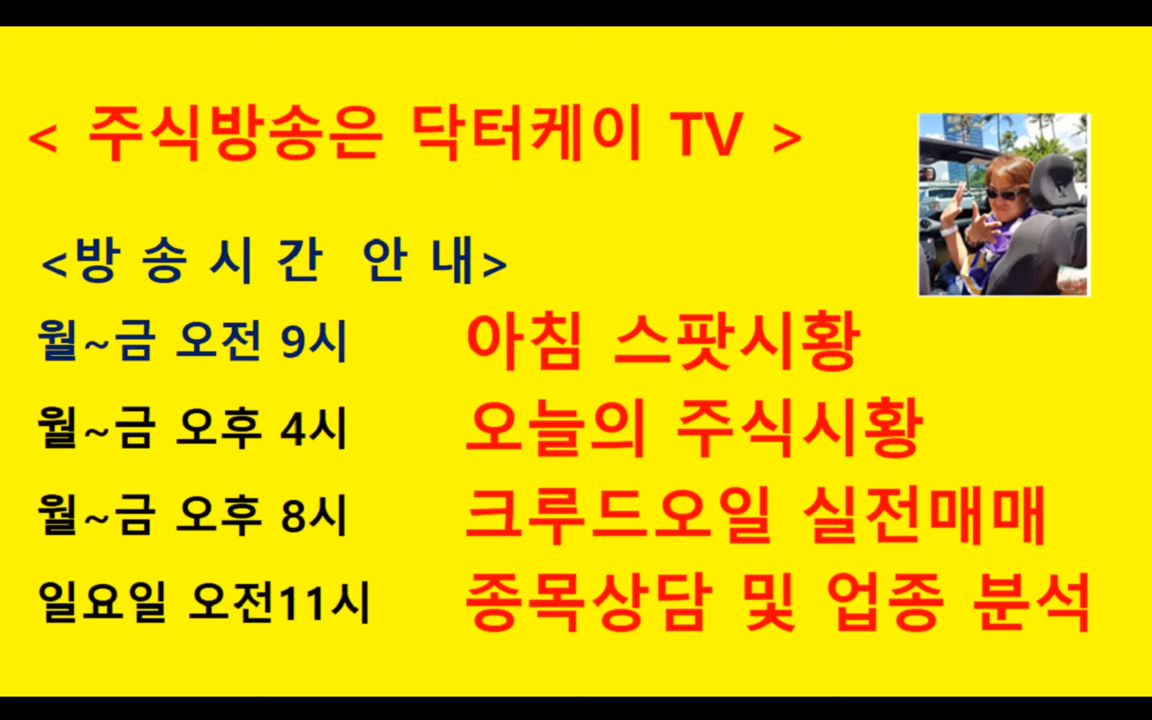 < 주식방송은 닥터케이 TV >
<방 송 시 간 안 내>
월~금 오전 9시 아침 스팟시황
월~금 오후 4시 오늘의 주식시황
월~금 오후 8시 크루드오일 실전매매
일요일 오전11시 종목상담 및 업종 분석